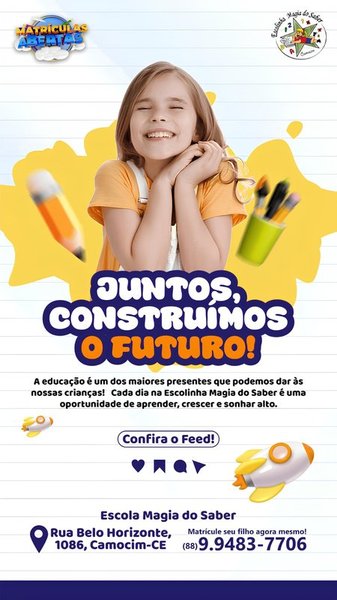 MATRÍCULAS
ABERTAS
Escolinha Magia do Saber
JUNTOS,
CONSTRUÍMOS
O FUTURO!
A educação é um dos maiores presentes que podemos dar às
nossas crianças! Cada dia na Escolinha Magia do Saber é uma
oportunidade de aprender, crescer e sonhar alto.
Confira o Feed!
Escola Magia do Saber
Rua Belo Horizonte,
1086, Camocim-CE
Matrícule seu filho agora mesmo!
(88) 9.9483-7706